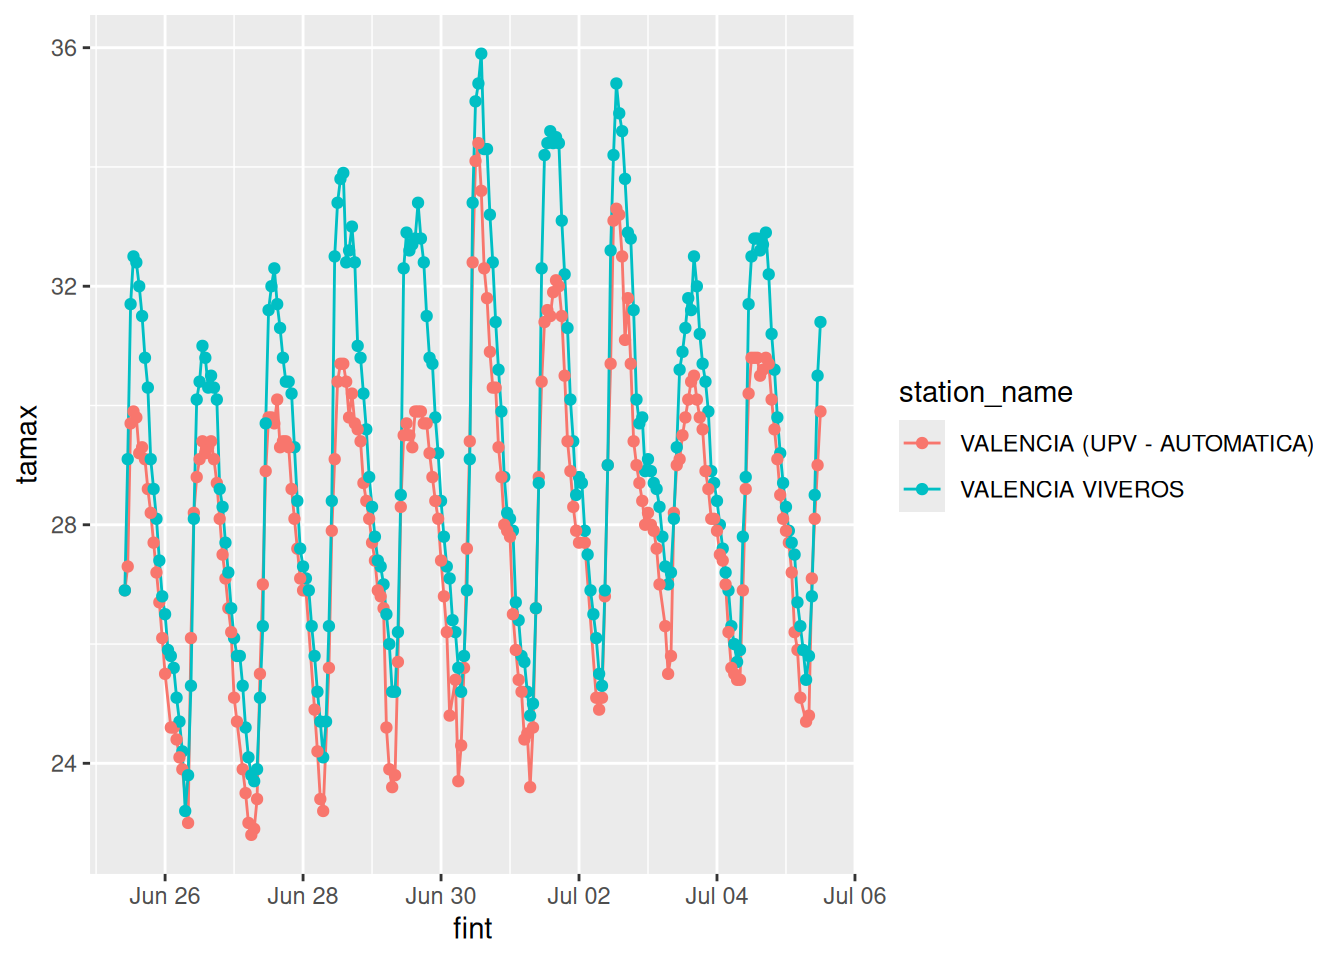 36
32
28
24
tamax
Jun 26
Jun 28
Jun 30
Jul 02
Jul 04
Jul 06
fint
station_name
VALENCIA (UPV - AUTOMATICA)
VALENCIA VIVEROS